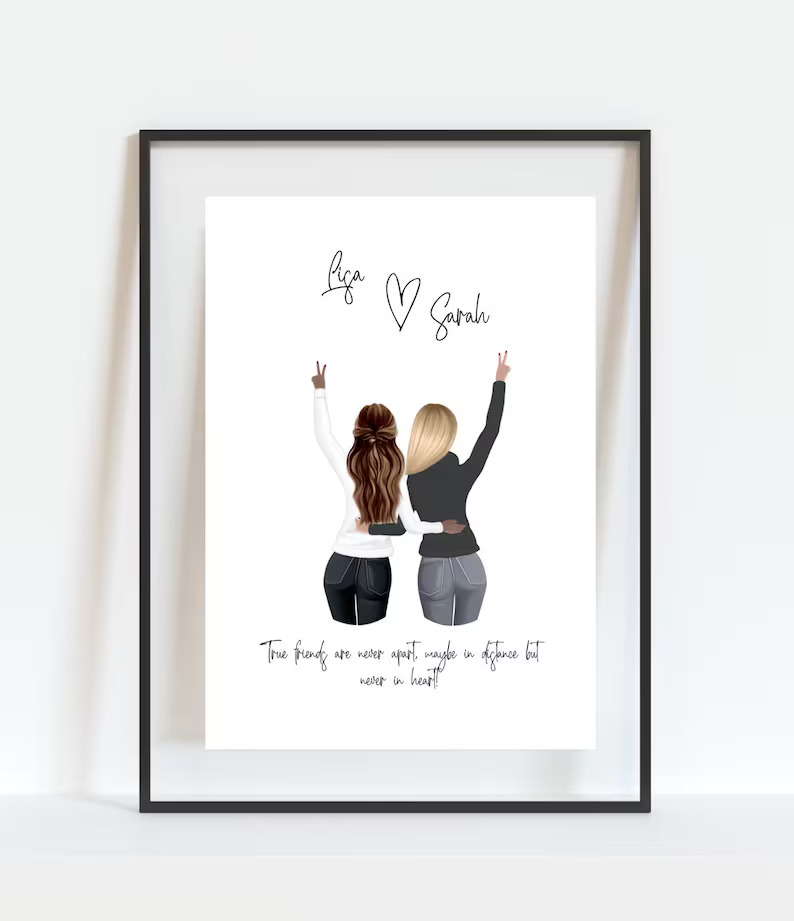 Lisa
Sarah
True friends are never apart, maybe in distance but
never in heart!